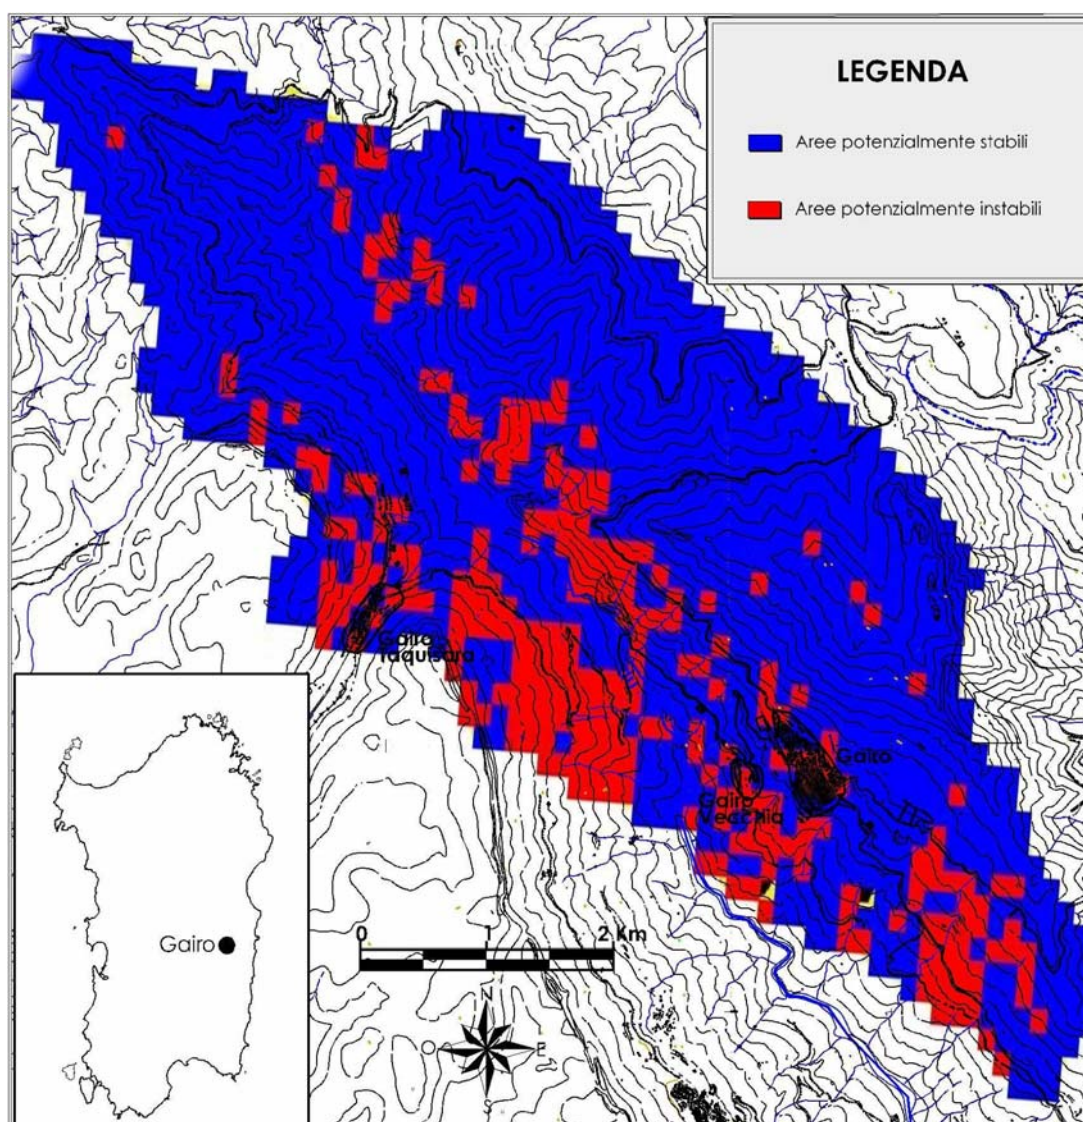 LEGENDA
Aree potenzialmente stabili
Aree potenzialmente instabili
Gairo
Taquisara
Gairo
Gairo
Vecchia
Gairo
0 1 2 Km
N
O E
S